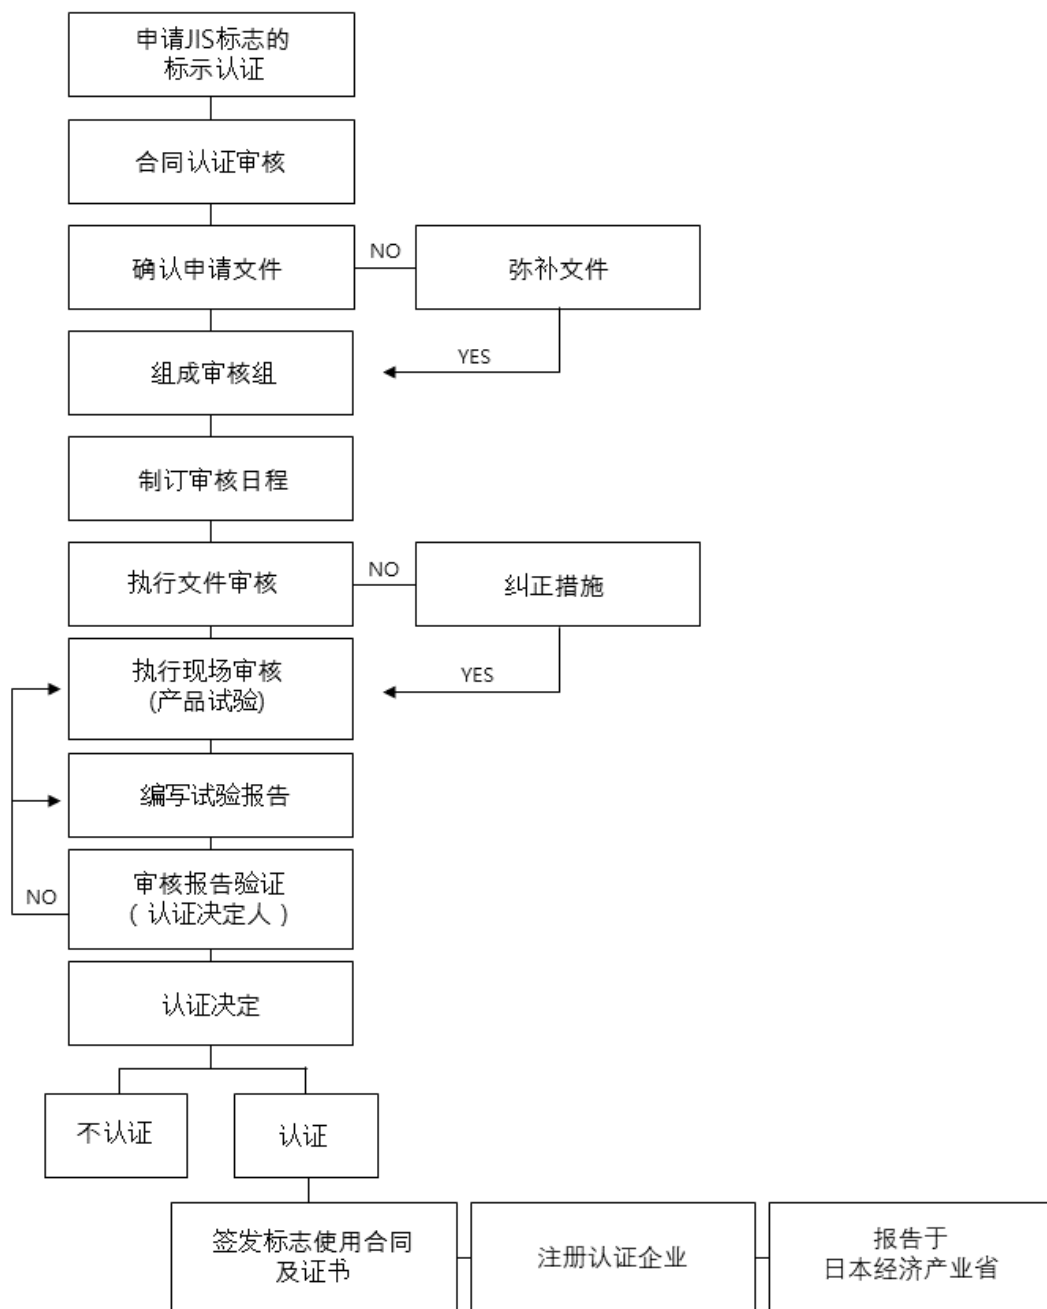 申请JIS标志的
标示认证
合同认证审核
确认申请文件
NO
弥补文件
组成审核组
YES
制订审核日程
执行文件审核
NO
纠正措施
执行现场审核
(产品试验)
YES
编写试验报告
审核报告验证
( 认证决定人 )
NO
认证决定
不认证
认证
签发标志使用合同
及证书
注册认证企业
报告于
日本经济产业省